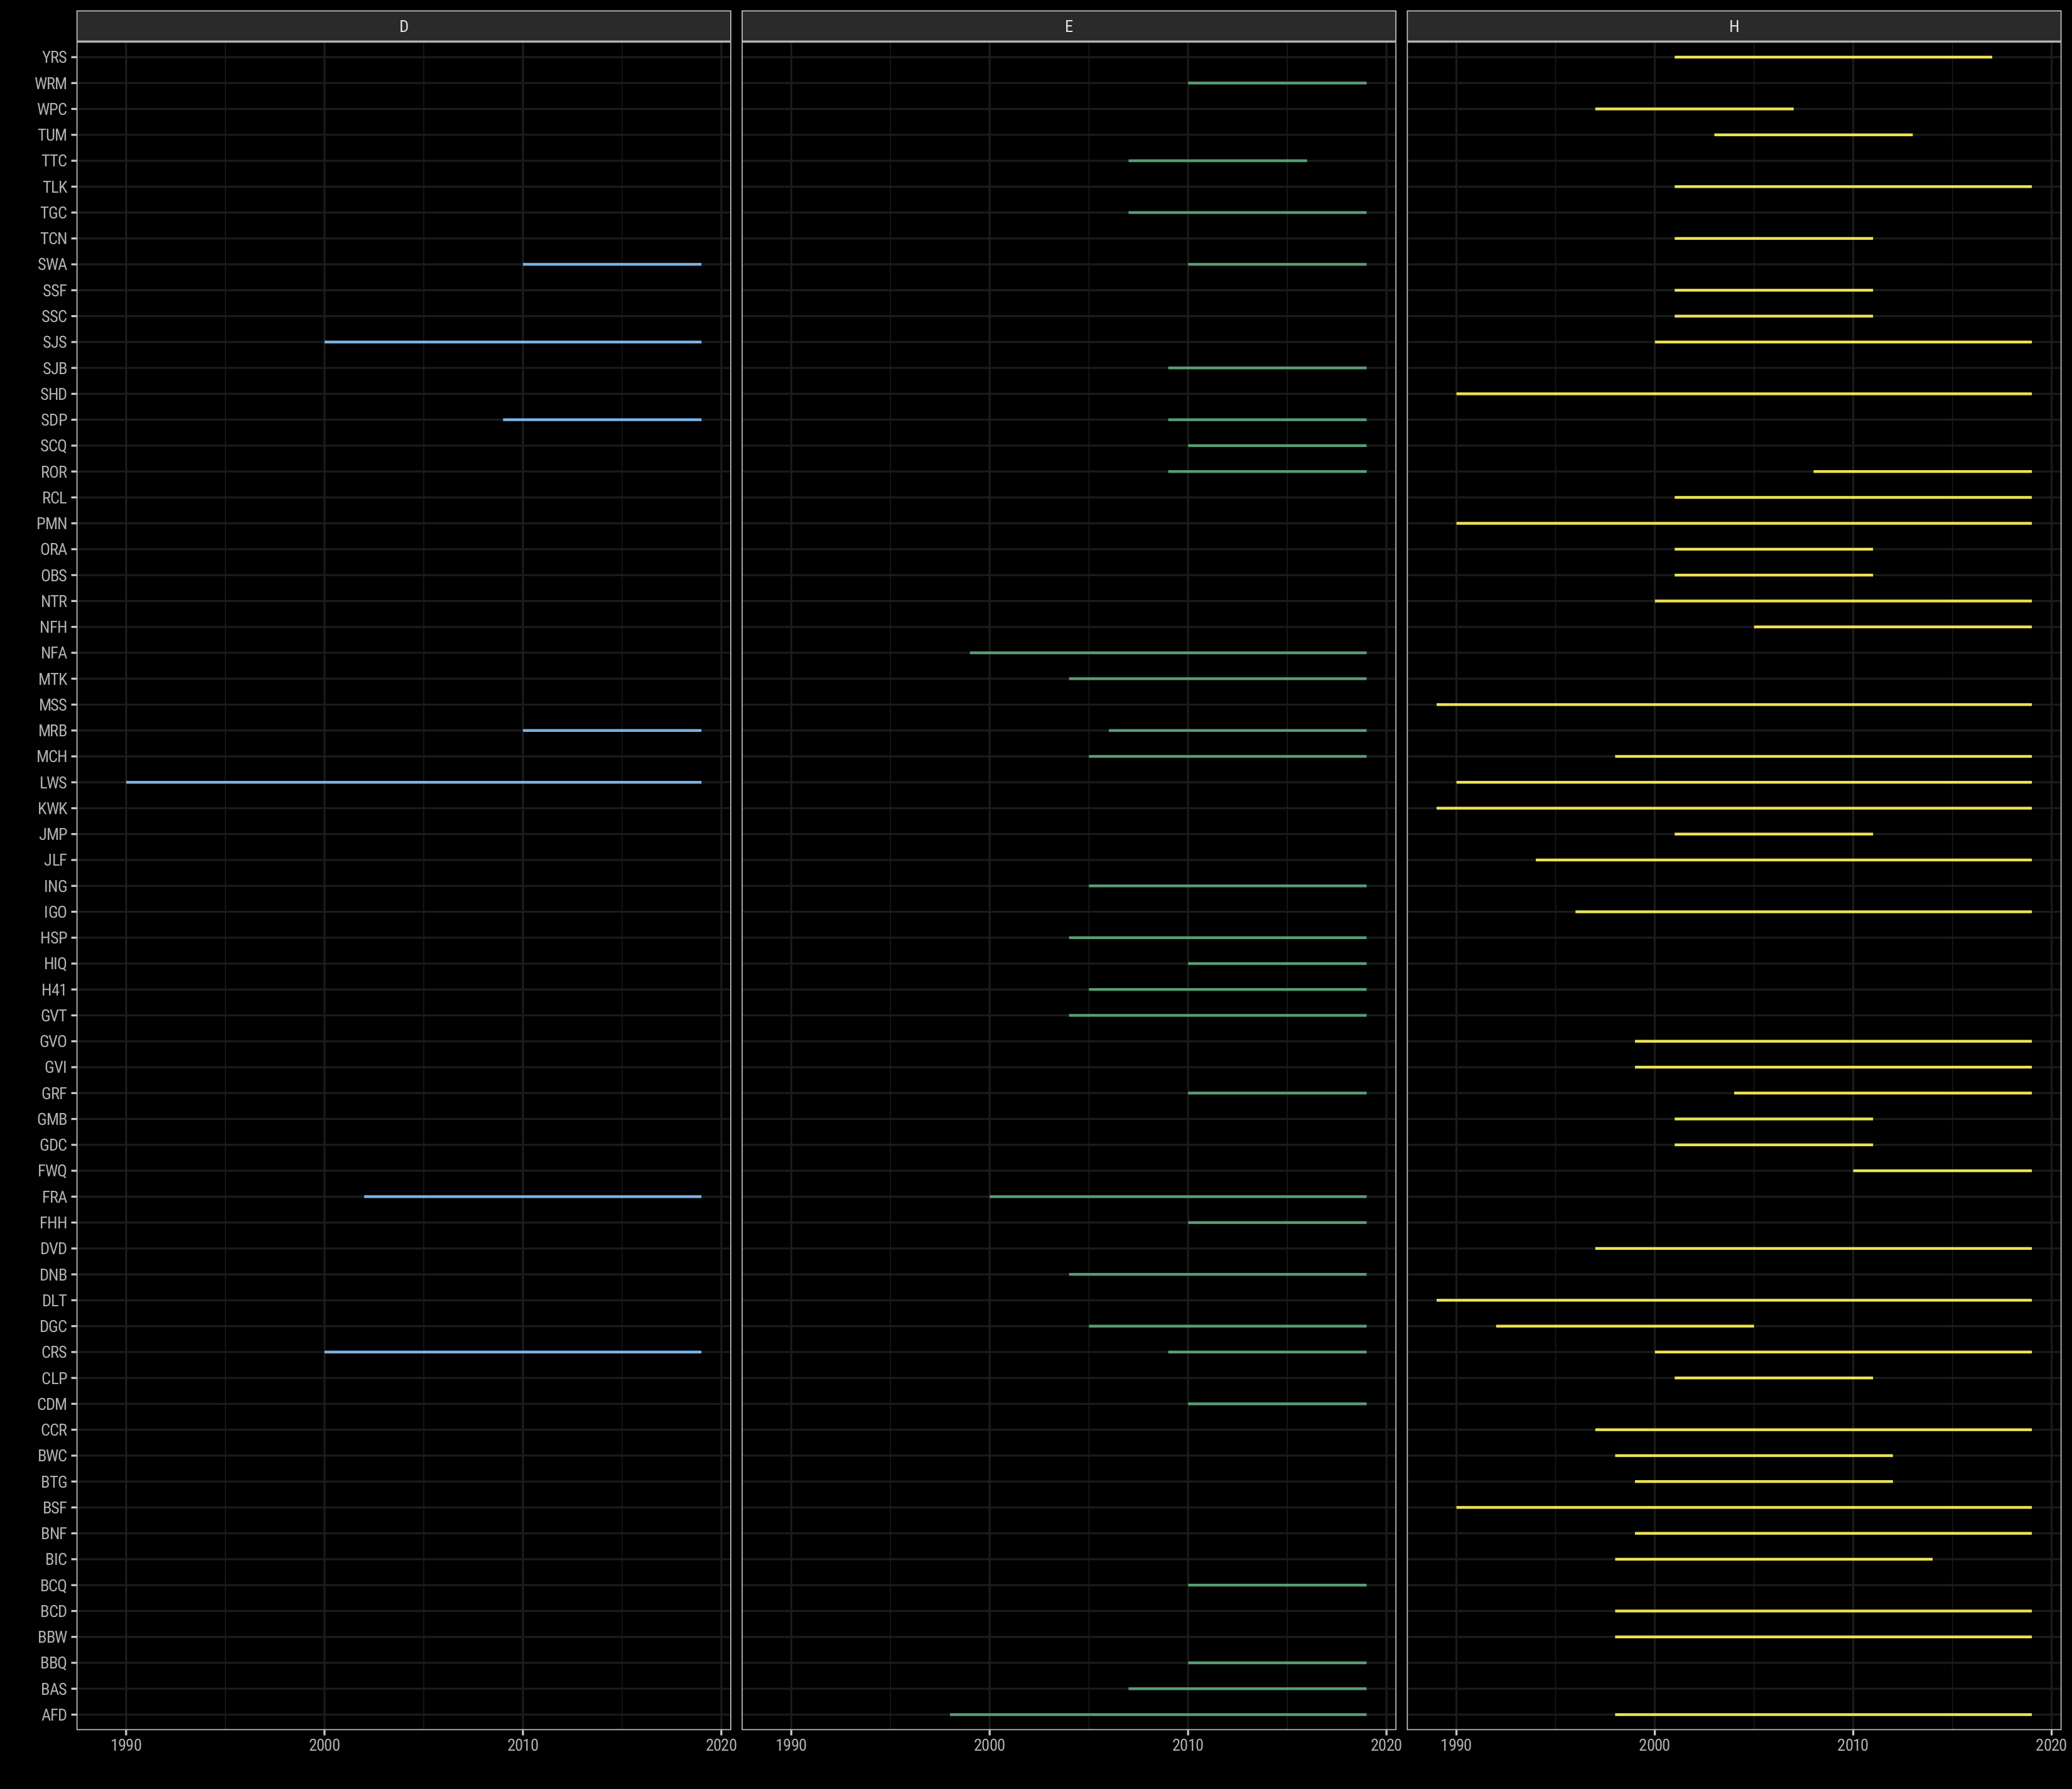 D E H
YRS
WRM
WPC
TUM
TTC
TLK
TGC
TCN
SWA
SSF
SSC
SJS
SJB
SHD
SDP
SCQ
ROR
RCL
PMN
ORA
OBS
NTR
NFH
NFA
MTK
MSS
MRB
MCH
LWS
KWK
JMP
JLF
ING
IGO
HSP
HIQ
H41
GVT
GVO
GVI
GRF
GMB
GDC
FWQ
FRA
FHH
DVD
DNB
DLT
DGC
CRS
CLP
CDM
CCR
BWC
BTG
BSF
BNF
BIC
BCQ
BCD
BBW
BBQ
BAS
AFD
1990 2000 2010 2020 1990 2000 2010 2020 1990 2000 2010 2020